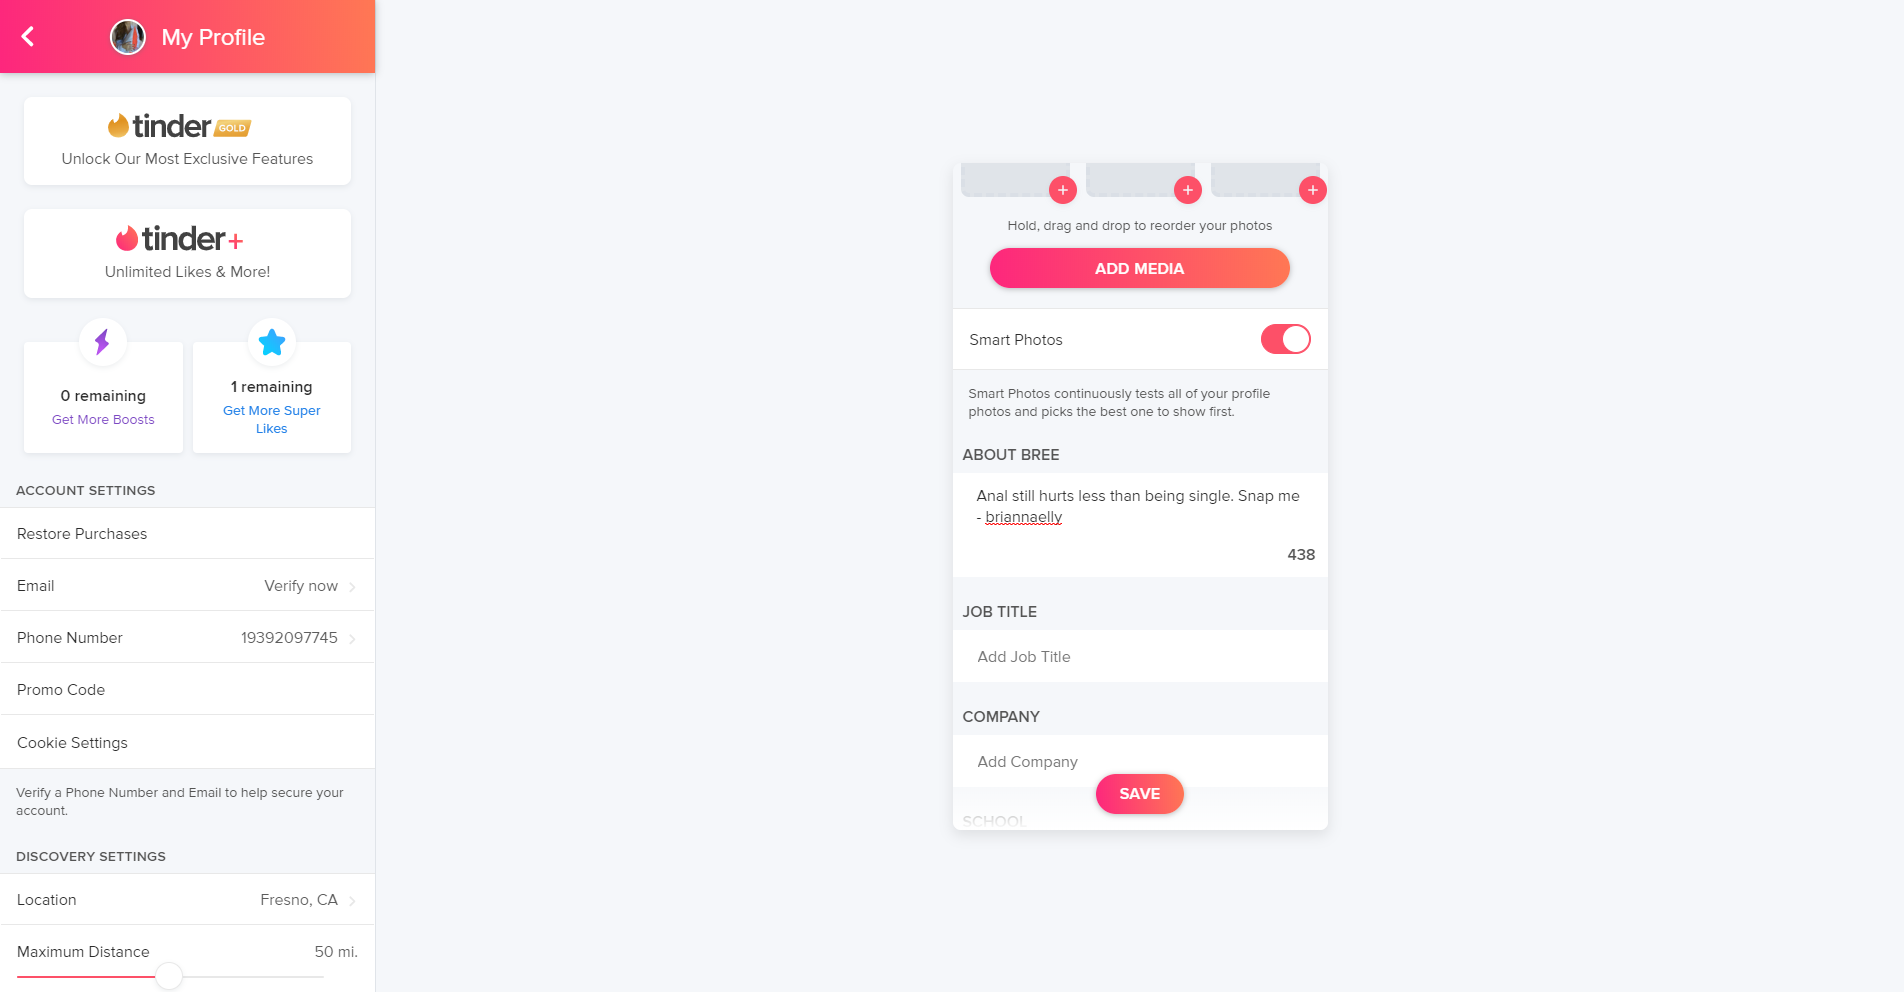 My Profile
tinder GOLD
Unlock Our Most Exclusive Features
tinder+
Unlimited Likes & More!
0 remaining
Get More Boosts
1 remaining
Get More Super
Likes
ACCOUNT SETTINGS
Restore Purchases
Email Verify now
Phone Number 19392097745
Promo Code
Cookie Settings
Verify a Phone Number and Email to help secure your
account.
DISCOVERY SETTINGS
Location Fresno, CA
Maximum Distance 50 mi.
Hold, drag and drop to reorder your photos
ADD MEDIA
Smart Photos
Smart Photos continuously tests all of your profile
photos and picks the best one to show first.
ABOUT BREE
Anal still hurts less than being single. Snap me
- briannaelly
438
JOB TITLE
Add Job Title
COMPANY
Add Company
SAVE
SCHOOL